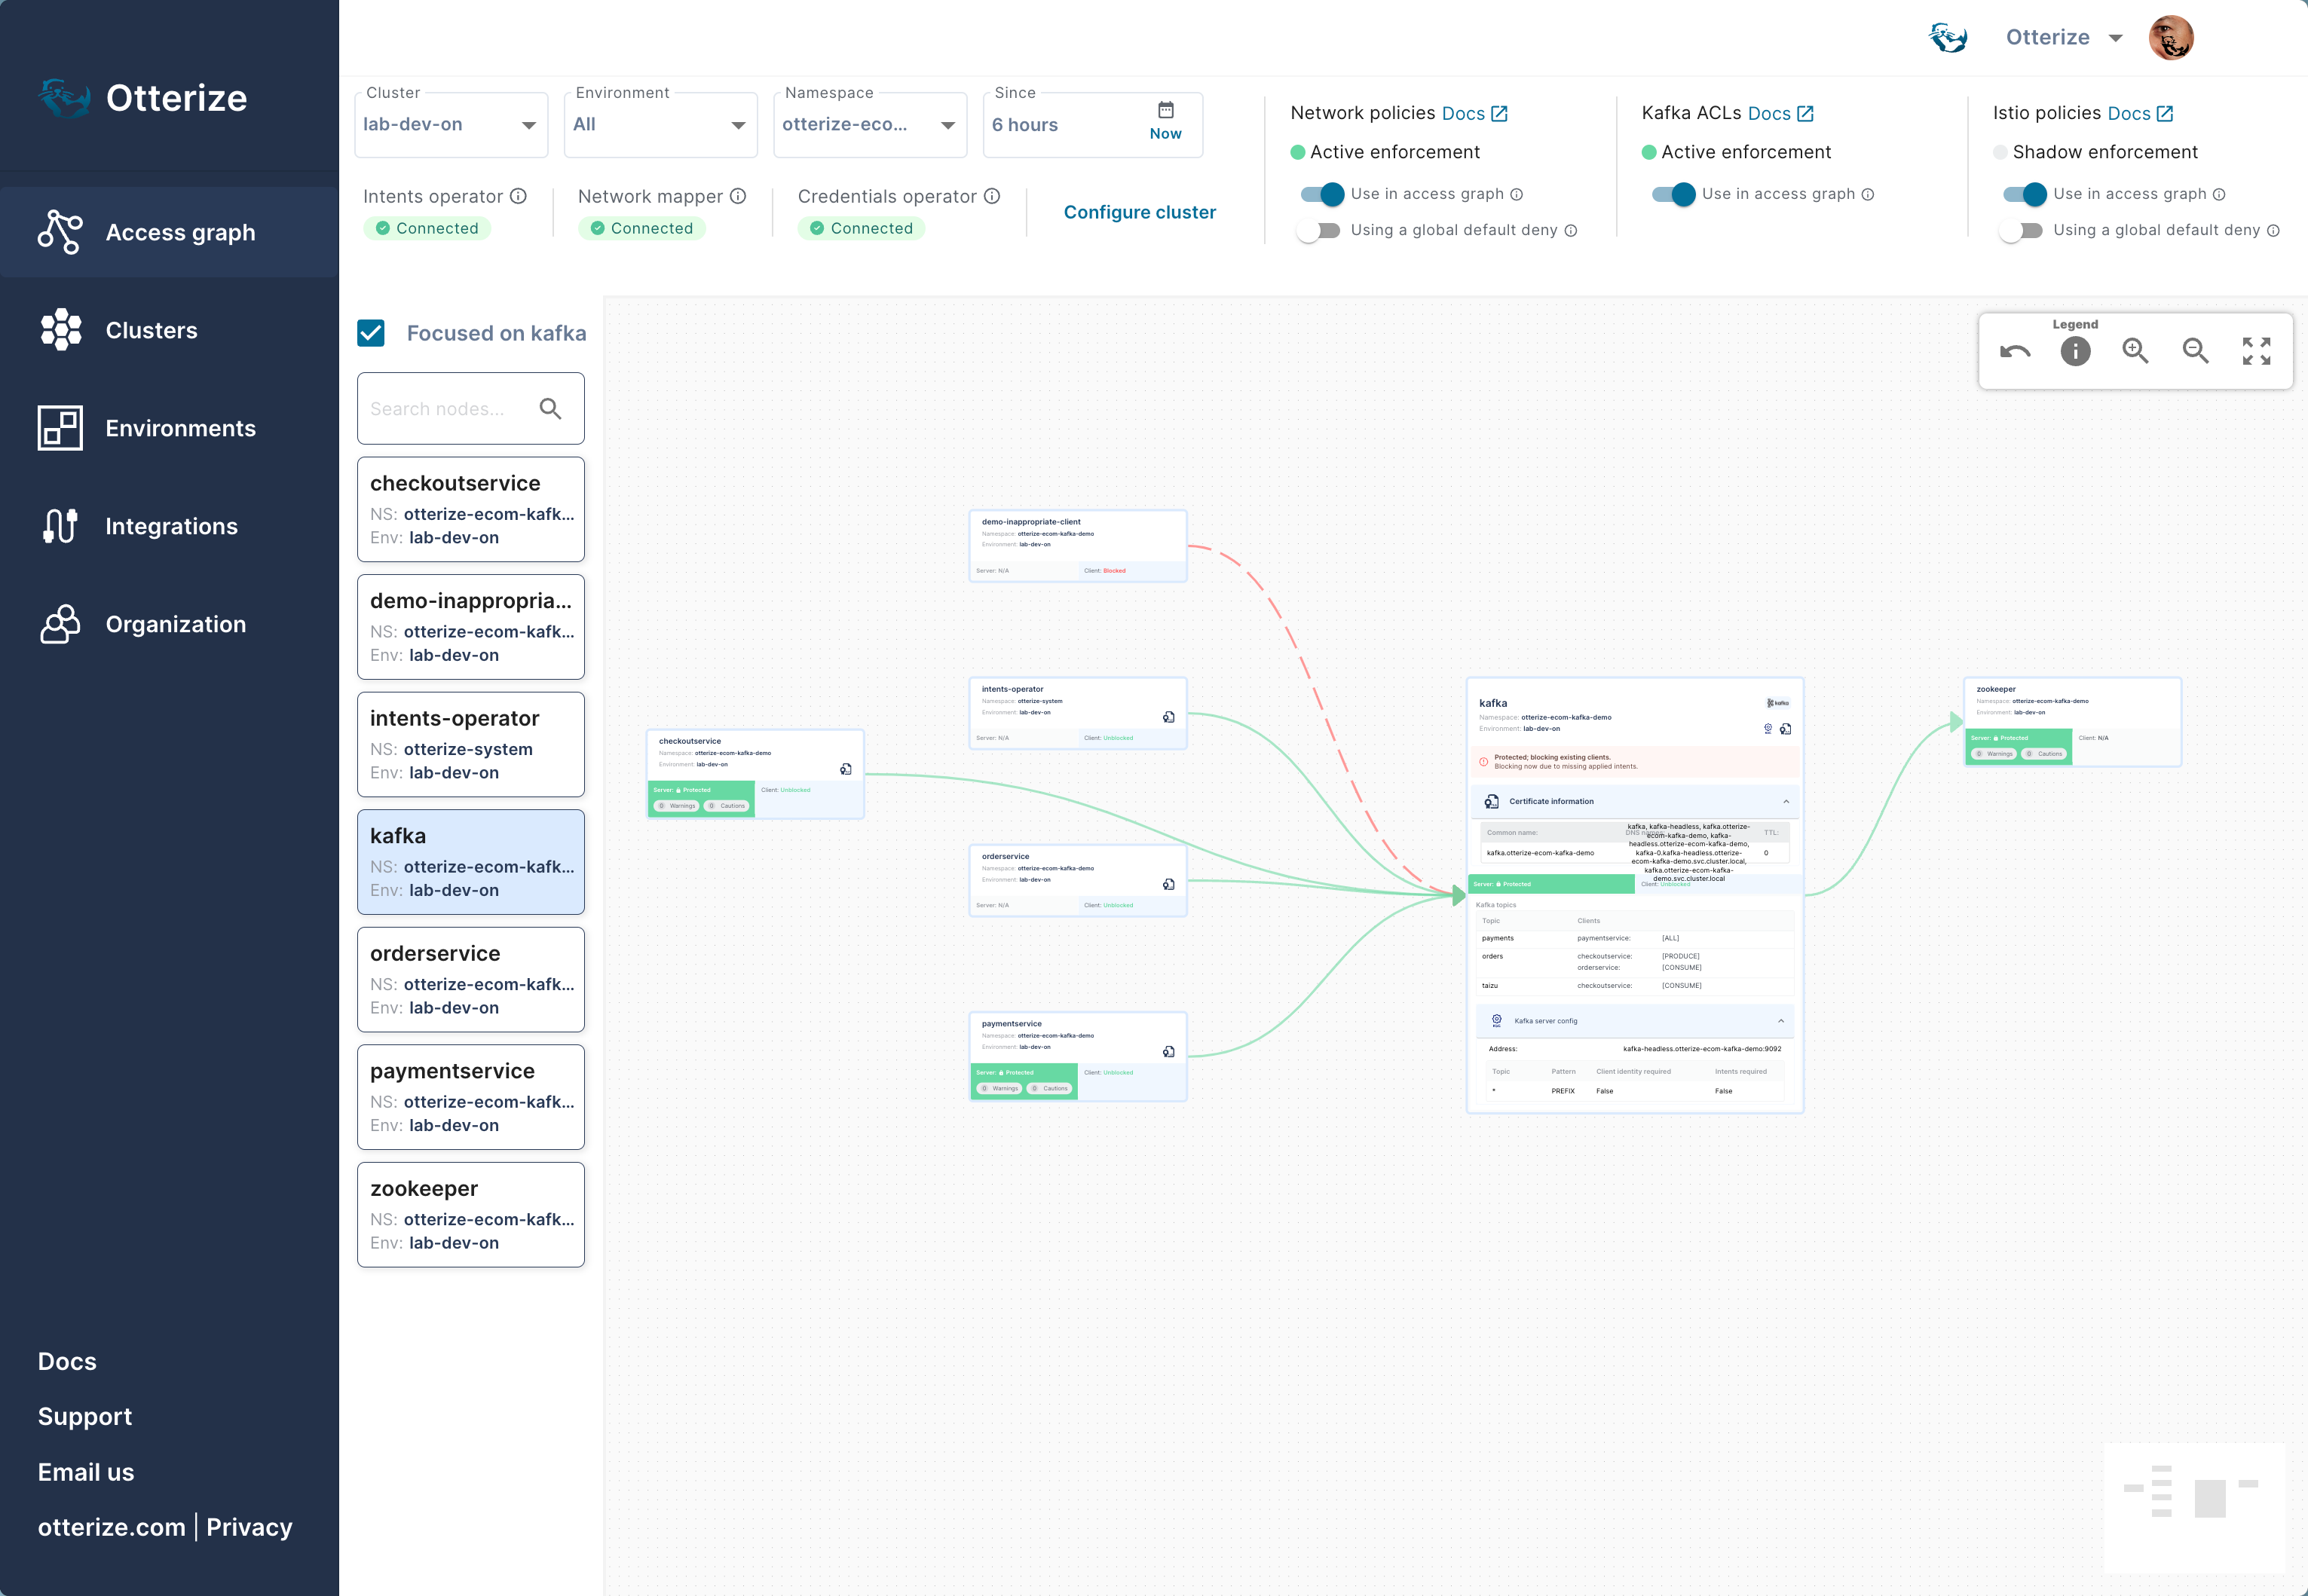 Otterize
Access graph
Clusters
Environments
Integrations
Organization
Docs
Support
Email us
otterize.com | Privacy
Otterize
Cluster
lab-dev-on
Environment
All
Namespace
otterize-eco...
Since
6 hours
Now
Intents operator
Connected
Network mapper
Connected
Credentials operator
Connected
Configure cluster
Network policies Docs
Active enforcement
Use in access graph
Using a global default deny
Kafka ACLs Docs
Active enforcement
Use in access graph
Istio policies Docs
Shadow enforcement
Use in access graph
Using a global default deny
Focused on kafka
Search nodes...
checkoutservice
NS: otterize-ecom-kafk...
Env: lab-dev-on
demo-inappropria...
NS: otterize-ecom-kafk...
Env: lab-dev-on
intents-operator
NS: otterize-system
Env: lab-dev-on
kafka
NS: otterize-ecom-kafk...
Env: lab-dev-on
orderservice
NS: otterize-ecom-kafk...
Env: lab-dev-on
paymentservice
NS: otterize-ecom-kafk...
Env: lab-dev-on
zookeeper
NS: otterize-ecom-kafk...
Env: lab-dev-on
Legend
demo-inappropriate-client
Namespace: otterize-ecom-kafka-demo
Environment: lab-dev-on
Server: N/A Client: Blocked
intents-operator
Namespace: otterize-system
Environment: lab-dev-on
Server: N/A Client: Unblocked
checkoutservice
Namespace: otterize-ecom-kafka-demo
Environment: lab-dev-on
Server: Protected Client: Unblocked
0 Warnings 0 Cautions
orderservice
Namespace: otterize-ecom-kafka-demo
Environment: lab-dev-on
Server: N/A Client: Unblocked
paymentservice
Namespace: otterize-ecom-kafka-demo
Environment: lab-dev-on
Server: Protected Client: Unblocked
0 Warnings 0 Cautions
kafka
kafka
Namespace: otterize-ecom-kafka-demo
Environment: lab-dev-on
Protected; blocking existing clients.
Blocking now due to missing applied intents.
Certificate information
Common name: DNS names: TTL:
kafka.otterize-ecom-kafka-demo
kafka, kafka-headless, kafka.otterize-
ecom-kafka-demo, kafka-
headless.otterize-ecom-kafka-demo,
kafka-0.kafka-headless.otterize-
ecom-kafka-demo.svc.cluster.local,
kafka.otterize-ecom-kafka-
demo.svc.cluster.local
0
Server: Protected Client: Unblocked
Kafka topics
Topic Clients
payments paymentservice: [ALL]
orders checkoutservice: [PRODUCE]
orderservice: [CONSUME]
taizu checkoutservice: [CONSUME]
Kafka server config
Address: kafka-headless.otterize-ecom-kafka-demo:9092
Topic Pattern Client identity required Intents required
* PREFIX False False
zookeeper
Namespace: otterize-ecom-kafka-demo
Environment: lab-dev-on
Server: Protected Client: N/A
0 Warnings 0 Cautions